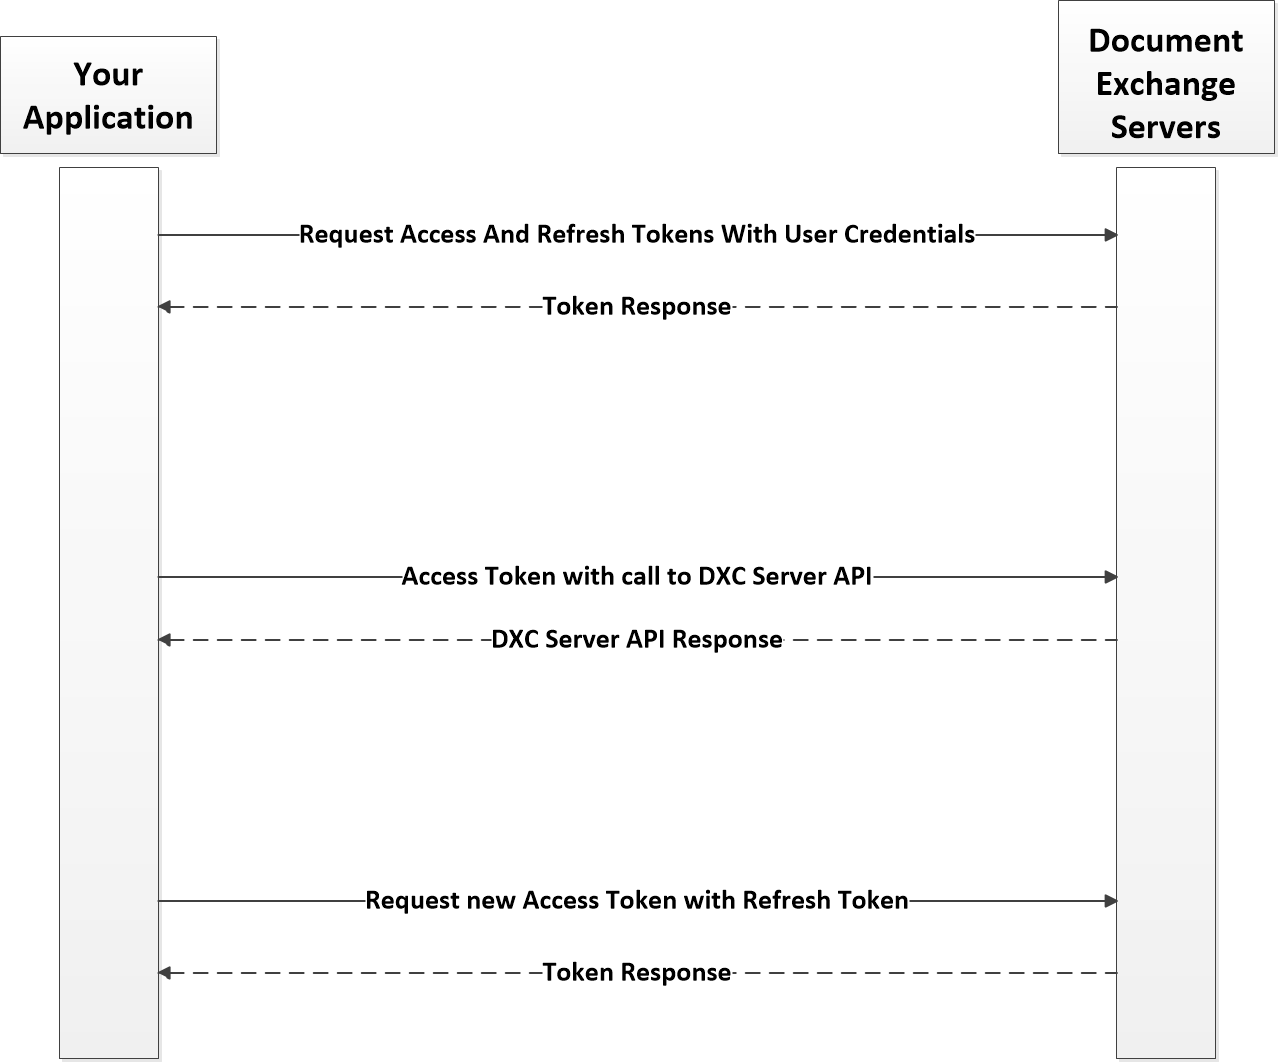 Your
Application
Document
Exchange
Servers
Request Access And Refresh Tokens With User Credentials
Token Response
Access Token with call to DXC Server API
DXC Server API Response
Request new Access Token with Refresh Token
Token Response